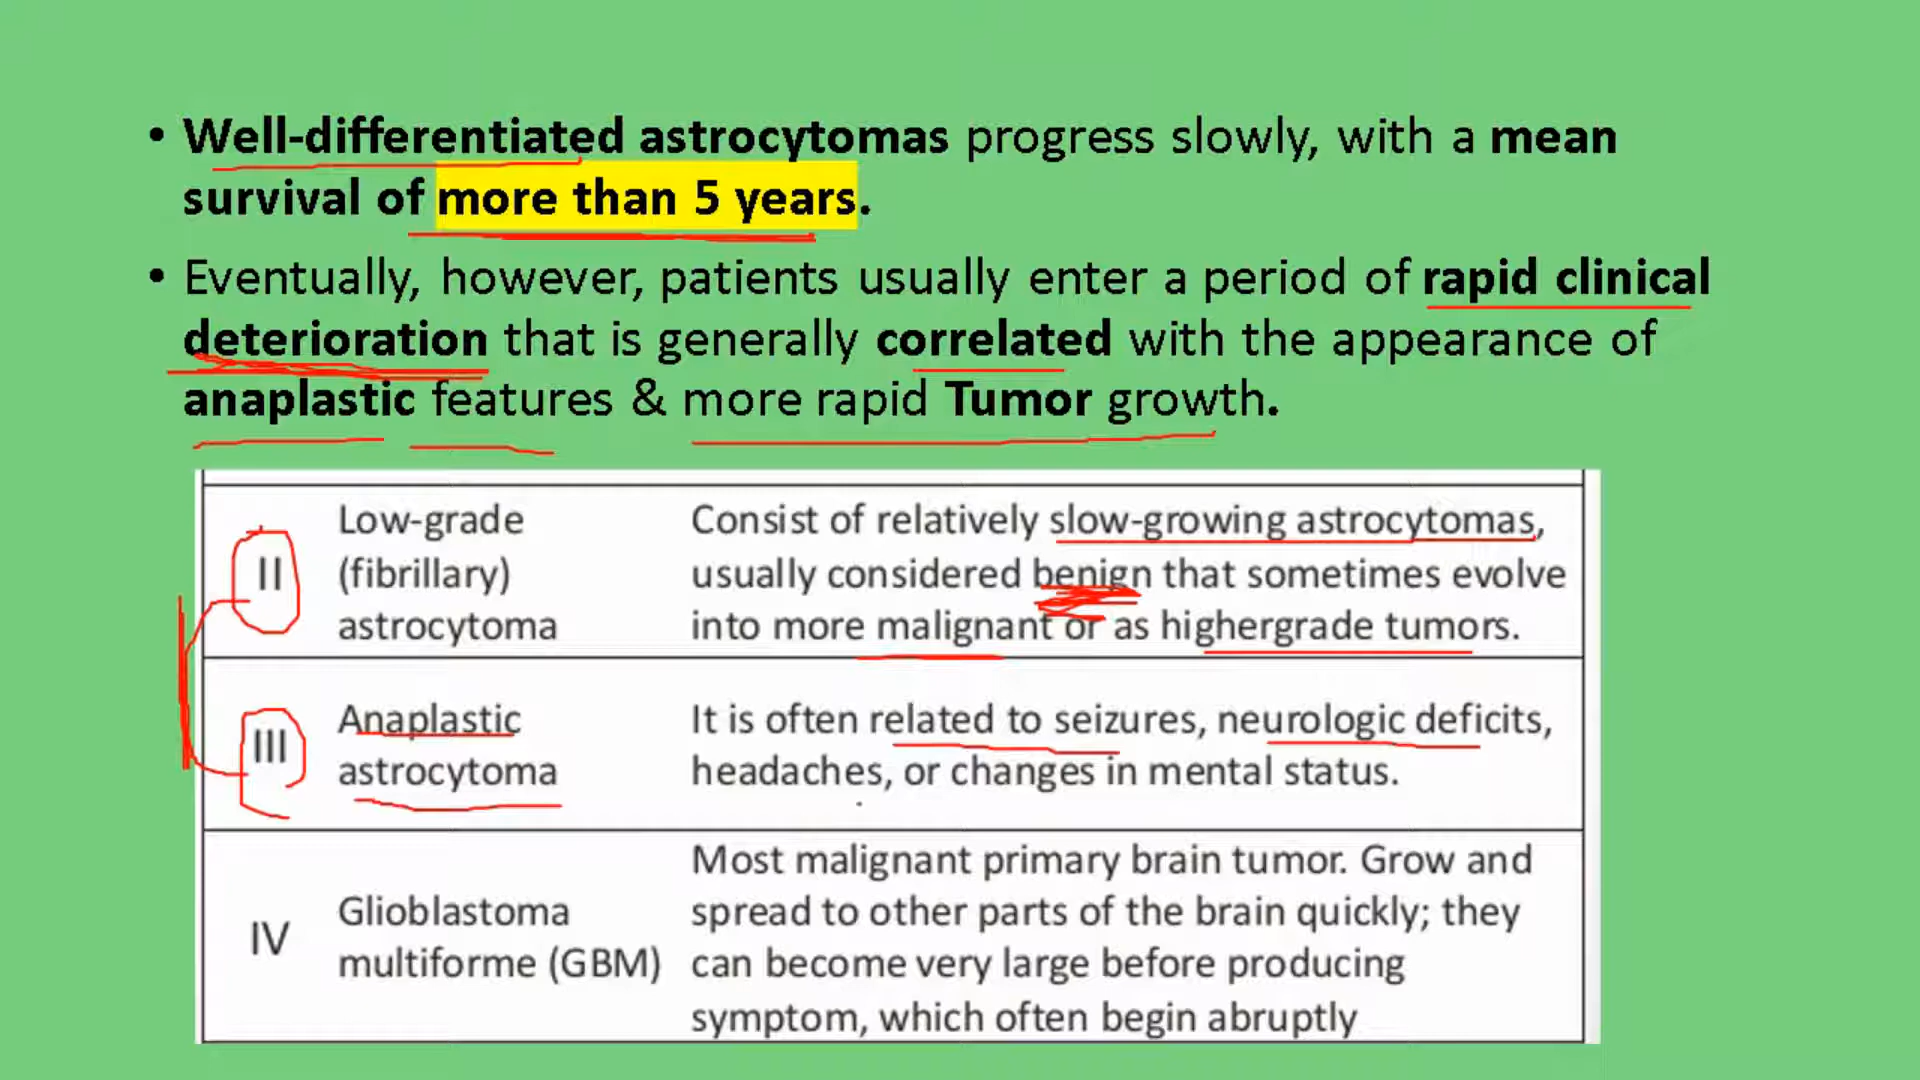 • Well-differentiated astrocytomas progress slowly, with a mean
survival of more than 5 years.
• Eventually, however, patients usually enter a period of rapid clinical
deterioration that is generally correlated with the appearance of
anaplastic features & more rapid Tumor growth.
II
Low-grade
(fibrillary)
astrocytoma
Consist of relatively slow-growing astrocytomas,
usually considered benign that sometimes evolve
into more malignant or as highergrade tumors.
III
Anaplastic
astrocytoma
It is often related to seizures, neurologic deficits,
headaches, or changes in mental status.
IV
Glioblastoma
multiforme (GBM)
Most malignant primary brain tumor. Grow and
spread to other parts of the brain quickly; they
can become very large before producing
symptom, which often begin abruptly